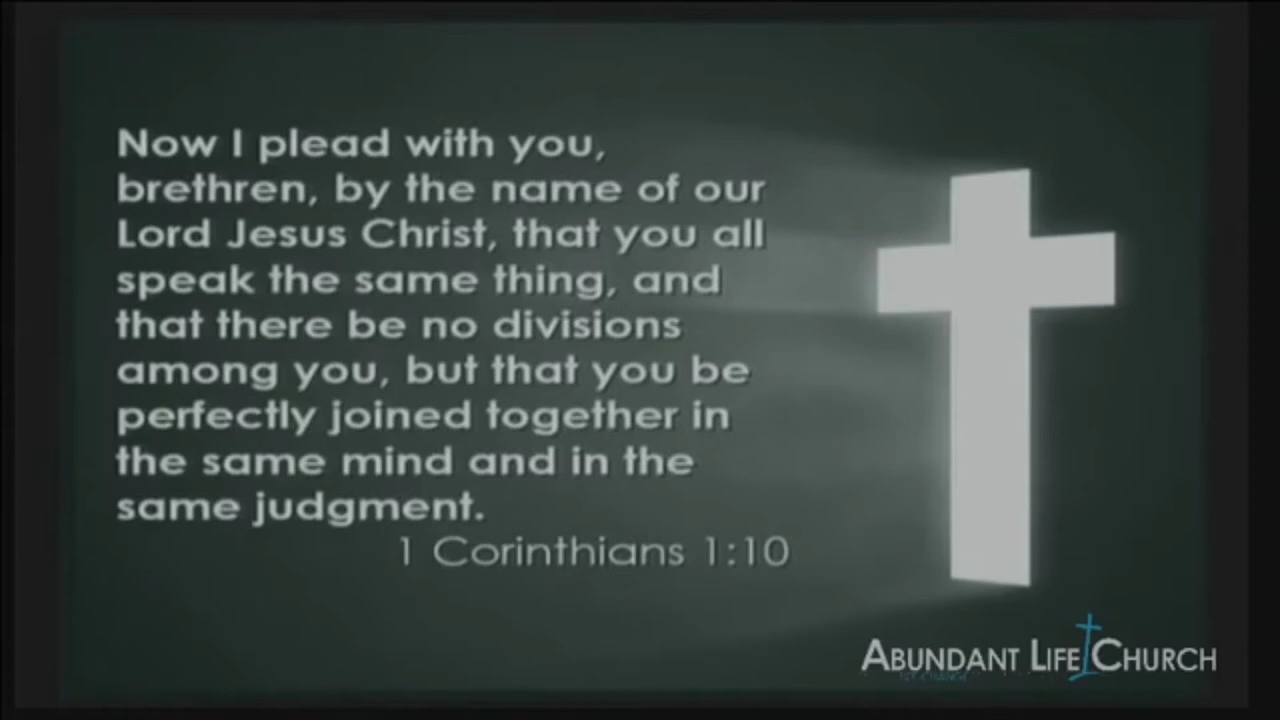 Now I plead with you,
brethren, by the name of our
Lord Jesus Christ, that you all
speak the same thing, and
that there be no divisions
among you, but that you be
perfectly joined together in
the same mind and in the
same judgment.
1 Corinthians 1:10
ABUNDANT LIFE CHURCH